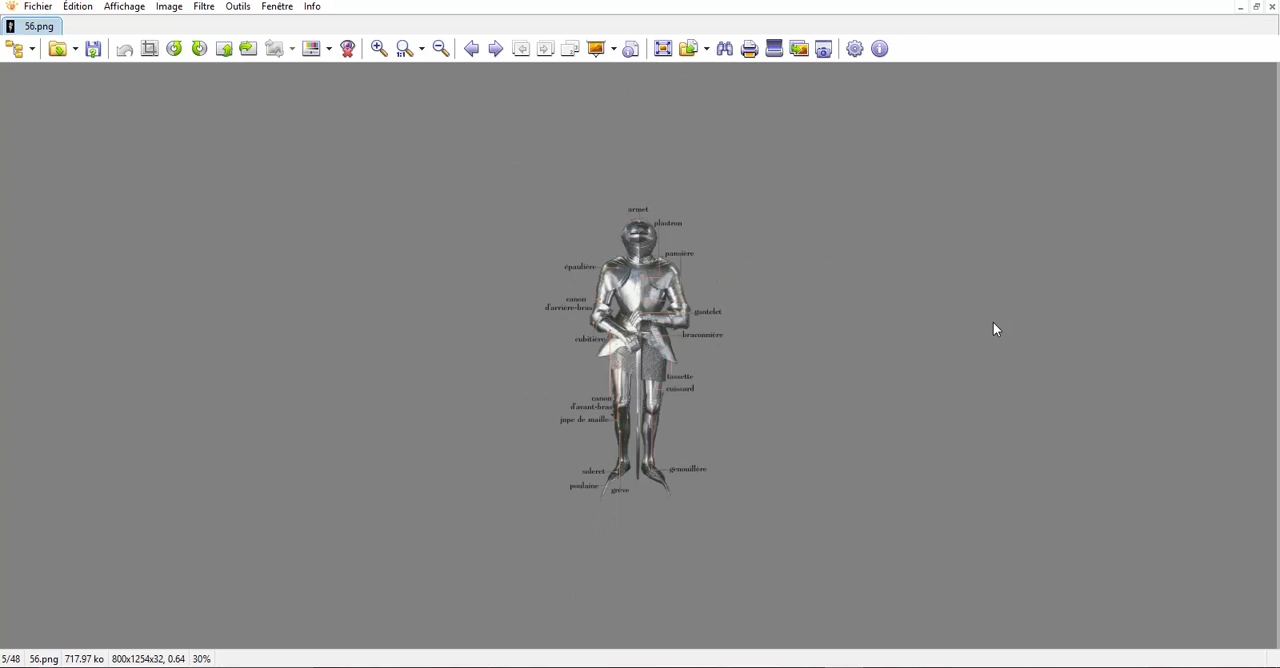 Fichier Édition Affichage Image Filtre Outils Fenêtre Info
56.png
armet
plastron
pansière
épaulière
canon
d'arrière-bras
gantelet
braconnière
cubitière
tassette
cuissard
canon
d'avant-bras
jupe de maille
genouillère
soleret
poulaine
grève
5/48 56.png 717.97 ko 800x1254x32, 0.64 30%